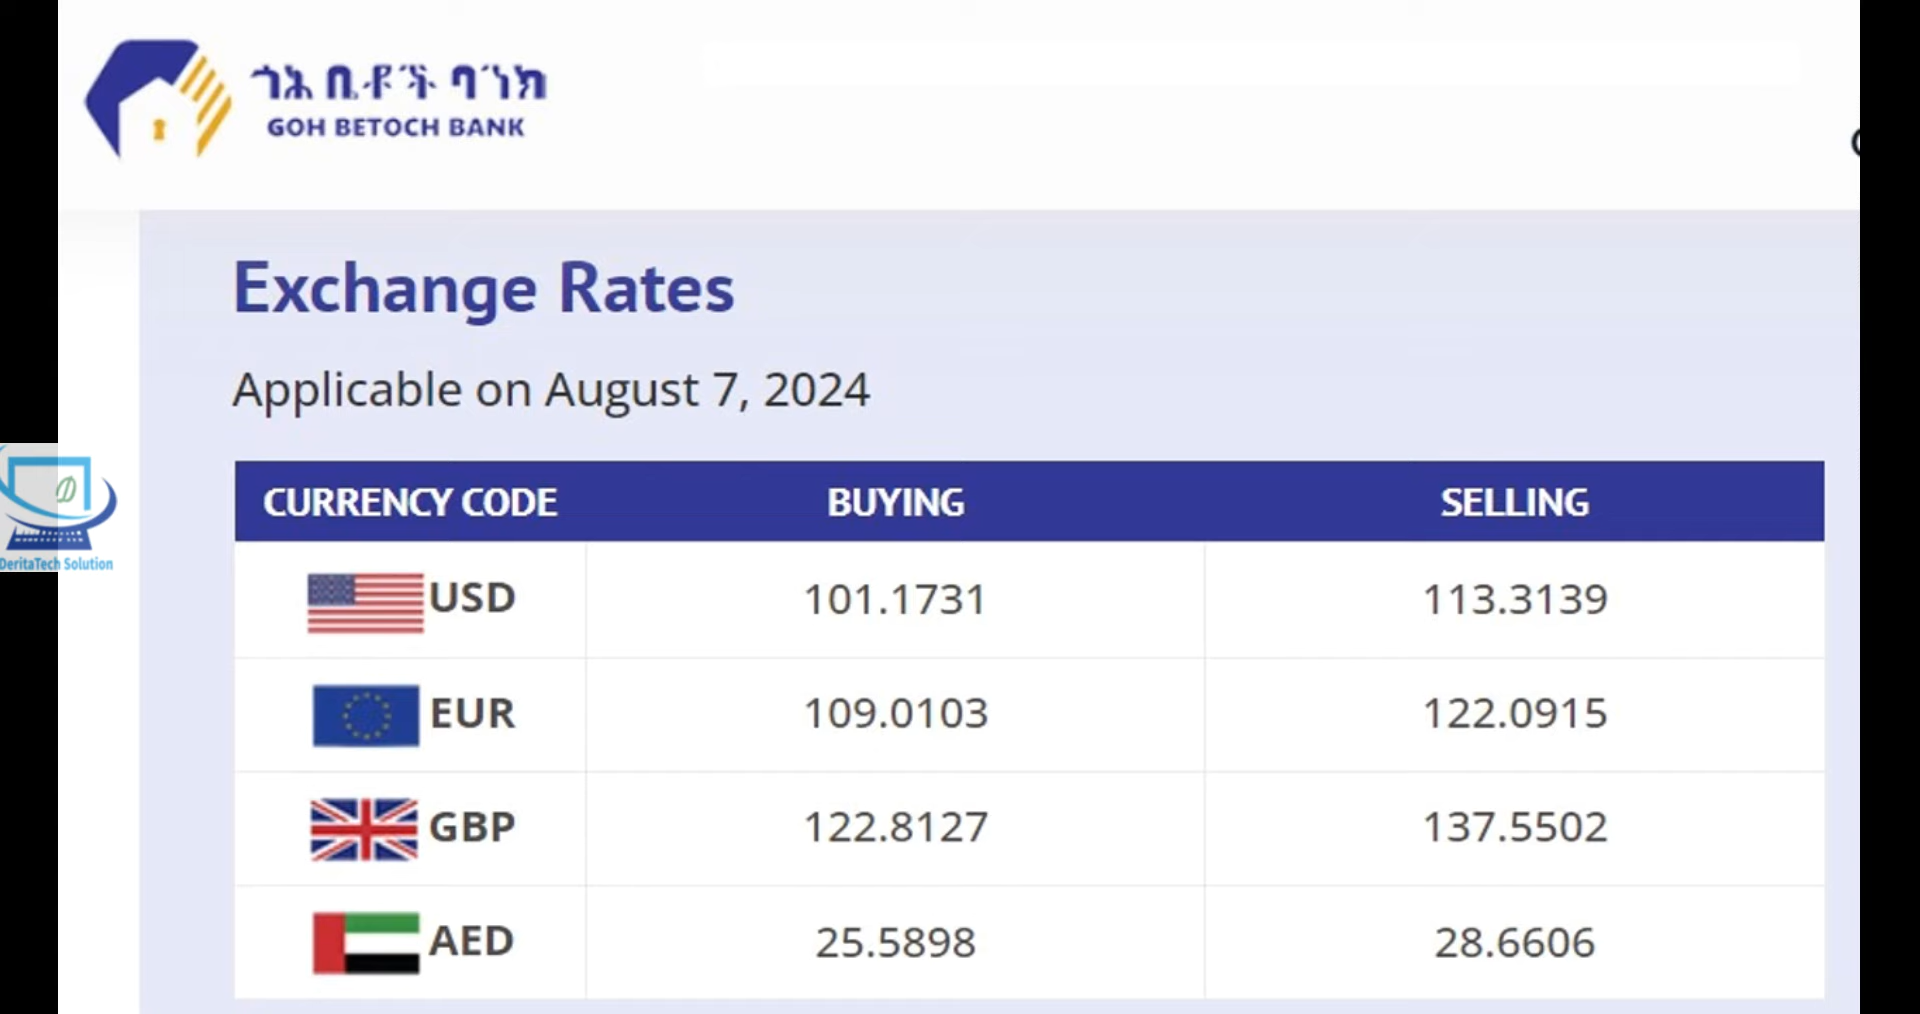 ጎሕ ቤቶች ባንክ
GOH BETOCH BANK
Exchange Rates
Applicable on August 7, 2024
CURRENCY CODE BUYING SELLING
USD 101.1731 113.3139
EUR 109.0103 122.0915
DeritaTech Solution
GBP 122.8127 137.5502
AED 25.5898 28.6606